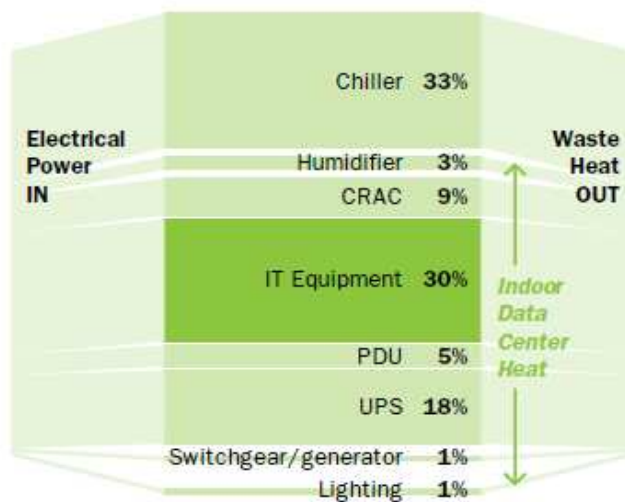 Electrical
Power
IN
Chiller 33%
Humidifier 3%
CRAC 9%
IT Equipment 30%
PDU 5%
UPS 18%
Switchgear/generator 1%
Lighting 1%
Waste
Heat
OUT
Indoor
Data
Center
Heat